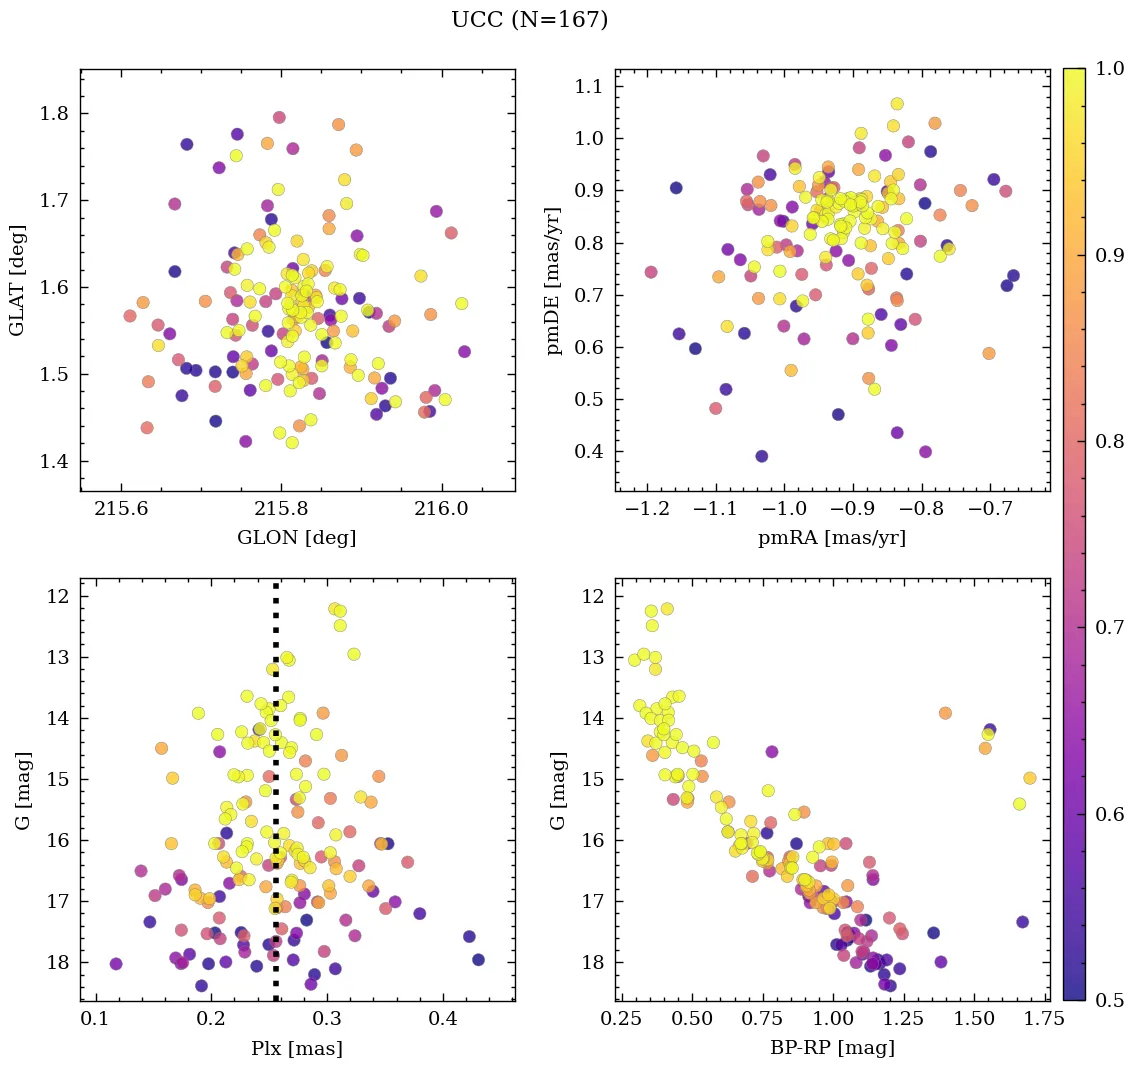 UCC (N=167)
1.8
1.7
1.6
1.5
1.4
GLAT [deg]
215.6 215.8 216.0
GLON [deg]
1.1
1.0
0.9
0.8
0.7
0.6
0.5
0.4
pmDE [mas/yr]
−1.2 −1.1 −1.0 −0.9 −0.8 −0.7
pmRA [mas/yr]
1.0
0.9
0.8
0.7
0.6
0.5
12
13
14
15
16
17
18
G [mag]
0.1 0.2 0.3 0.4
Plx [mas]
12
13
14
15
16
17
18
G [mag]
0.25 0.50 0.75 1.00 1.25 1.50 1.75
BP-RP [mag]